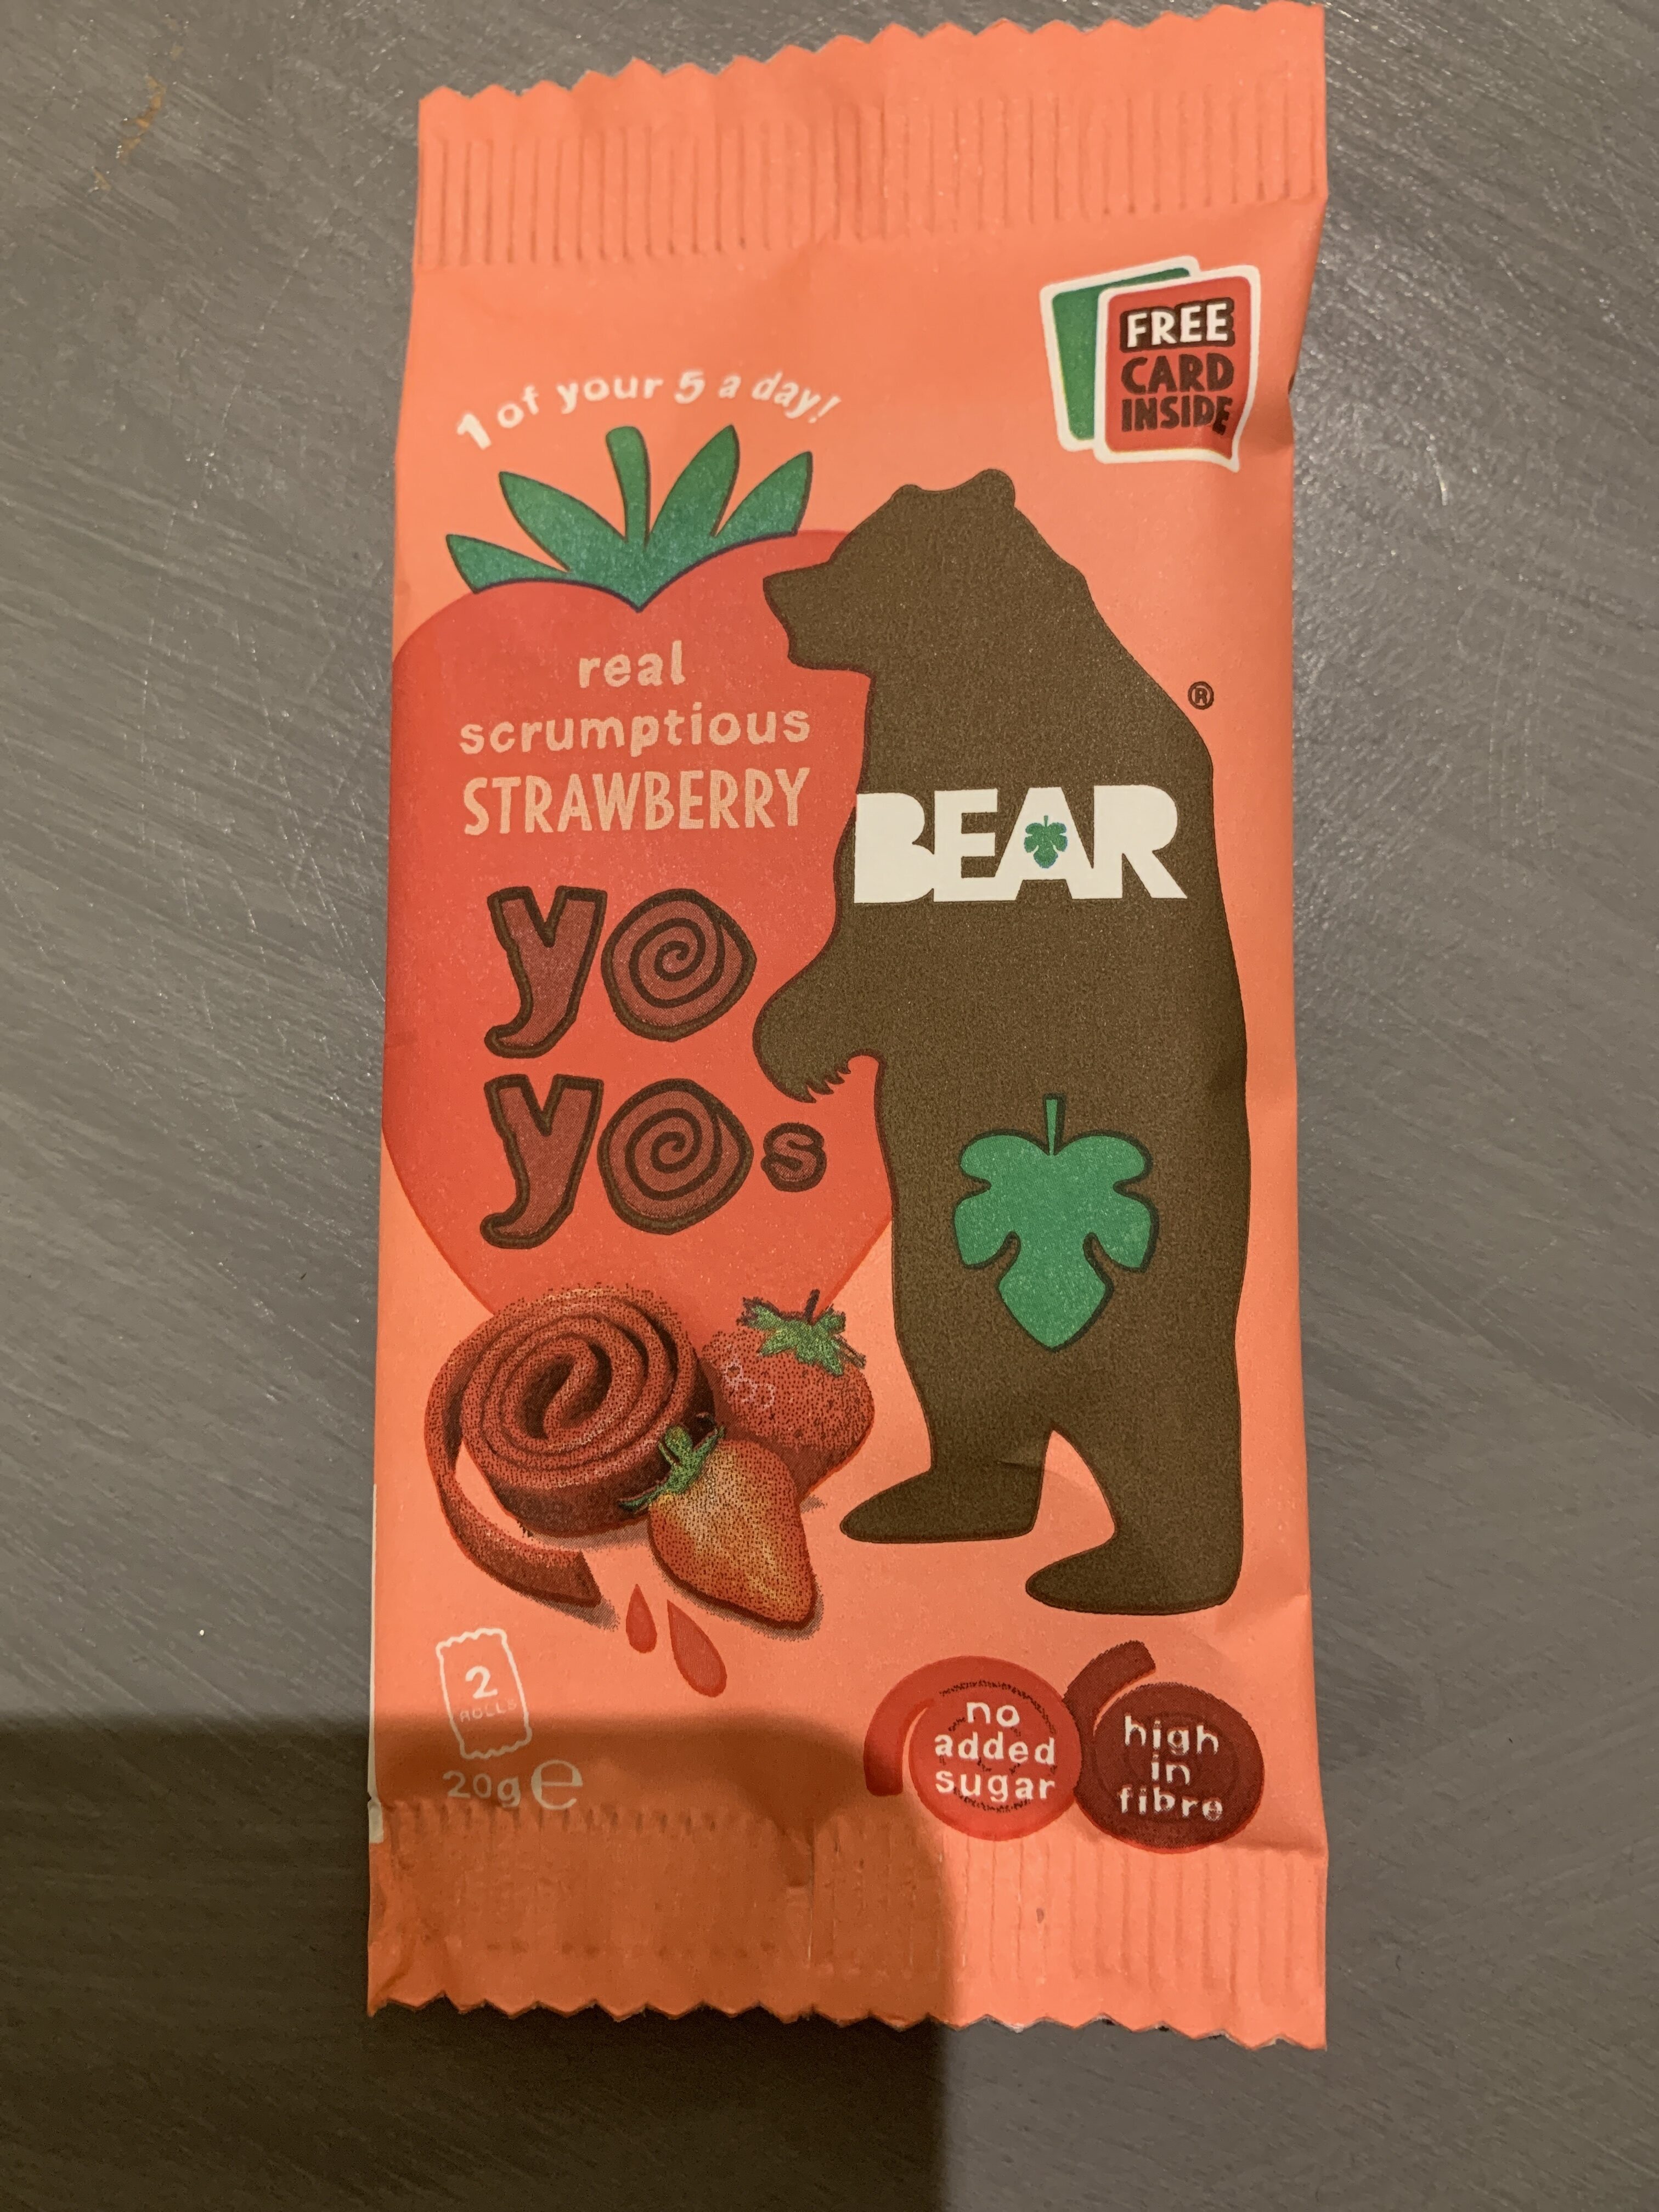 FREE
CARD
INSIDE
1 of your 5 a day!
real
scrumptious
STRAWBERRY
yo
yos
BEAR
®
2
ROLLS
20g e
no
added
sugar
high
in
fibre